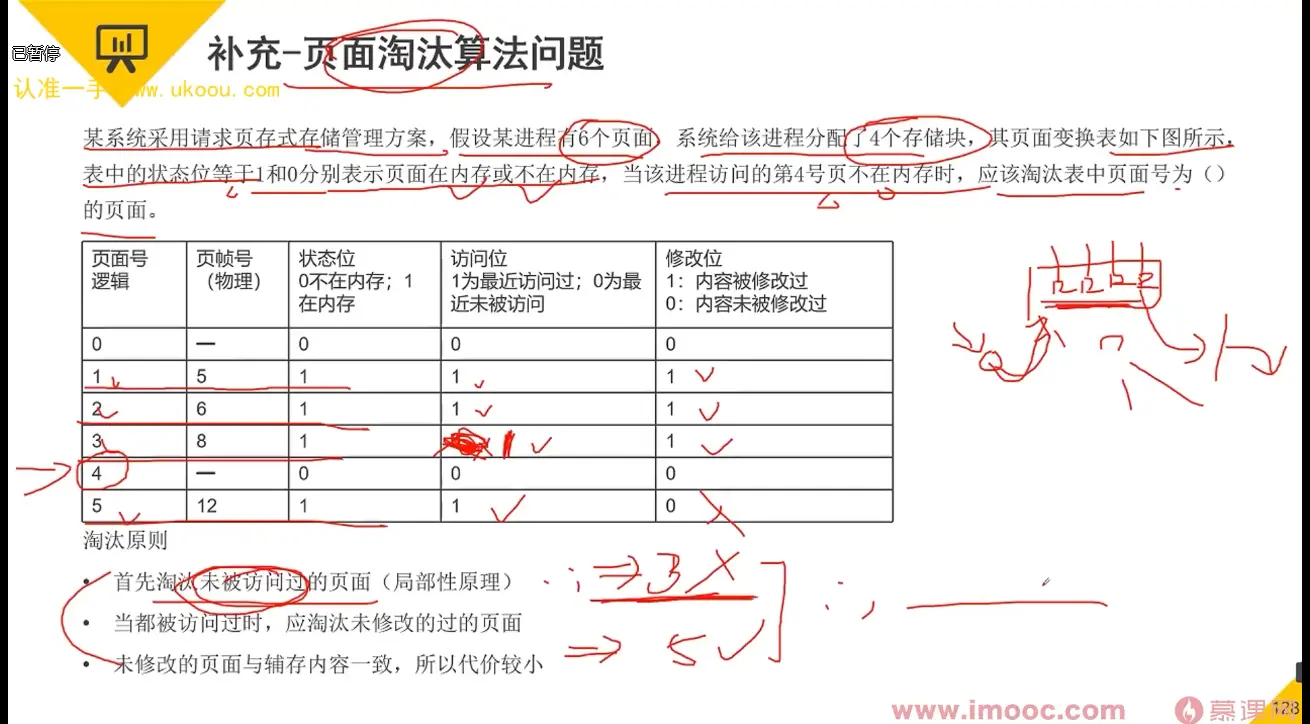 补充-页面淘汰算法问题
已暂停
认准一手 www.ukoou.com
某系统采用请求页存式存储管理方案，假设某进程有6个页面，系统给该进程分配了4个存储块，其页面变换表如下图所示，
表中的状态位等于1和0分别表示页面在内存或不在内存，当该进程访问的第4号页不在内存时，应该淘汰表中页面号为（）
的页面。
页面号 逻辑 页帧号 （物理） 状态位 0不在内存；1 在内存 访问位 1为最近访问过；0为最 近未被访问 修改位 1：内容被修改过 0：内容未被修改过
0 — 0 0 0
1 5 1 1 1
2 6 1 1 1
3 8 1 1 1
4 — 0 0 0
5 12 1 1 0
淘汰原则
• 首先淘汰未被访问过的页面（局部性原理） ⇒ 3 ×
• 当都被访问过时，应淘汰未修改的过的页面
• 未修改的页面与辅存内容一致，所以代价较小 ⇒ 5 ✓
www.imooc.com 慕课
128